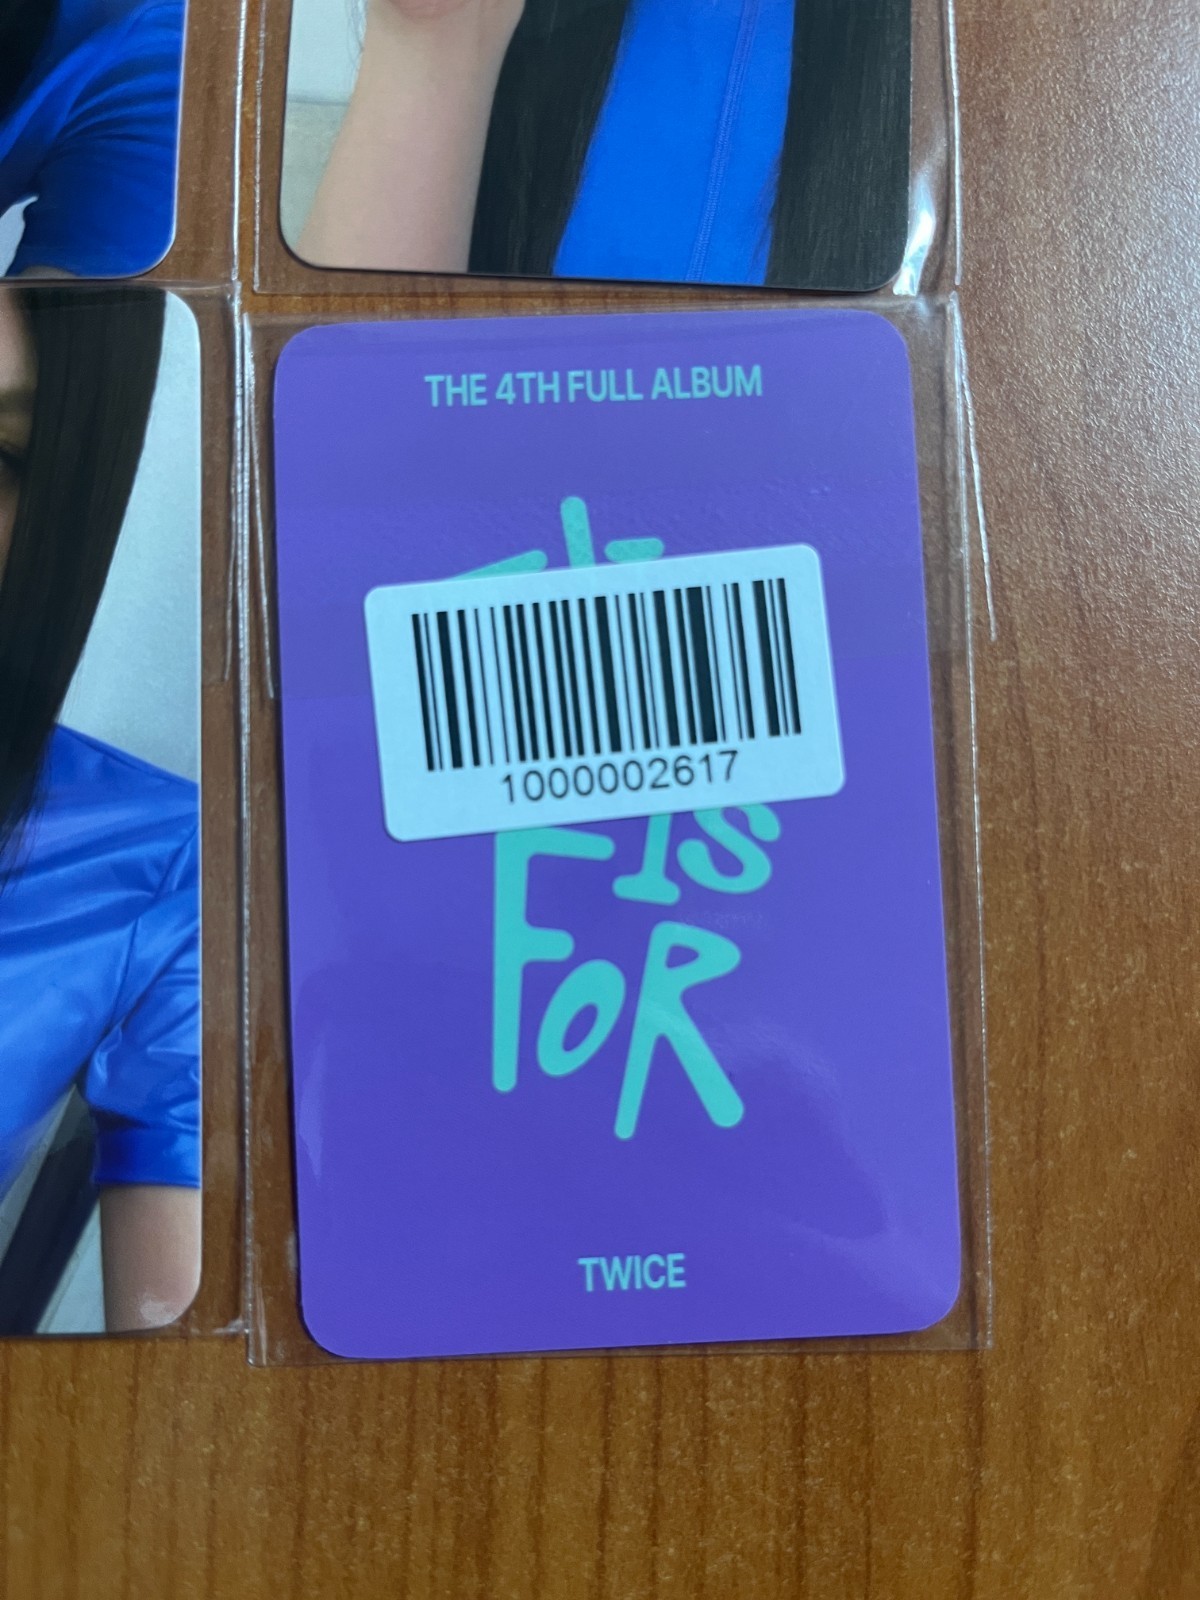 THE 4TH FULL ALBUM
1000002617
IS
FOR
TWICE